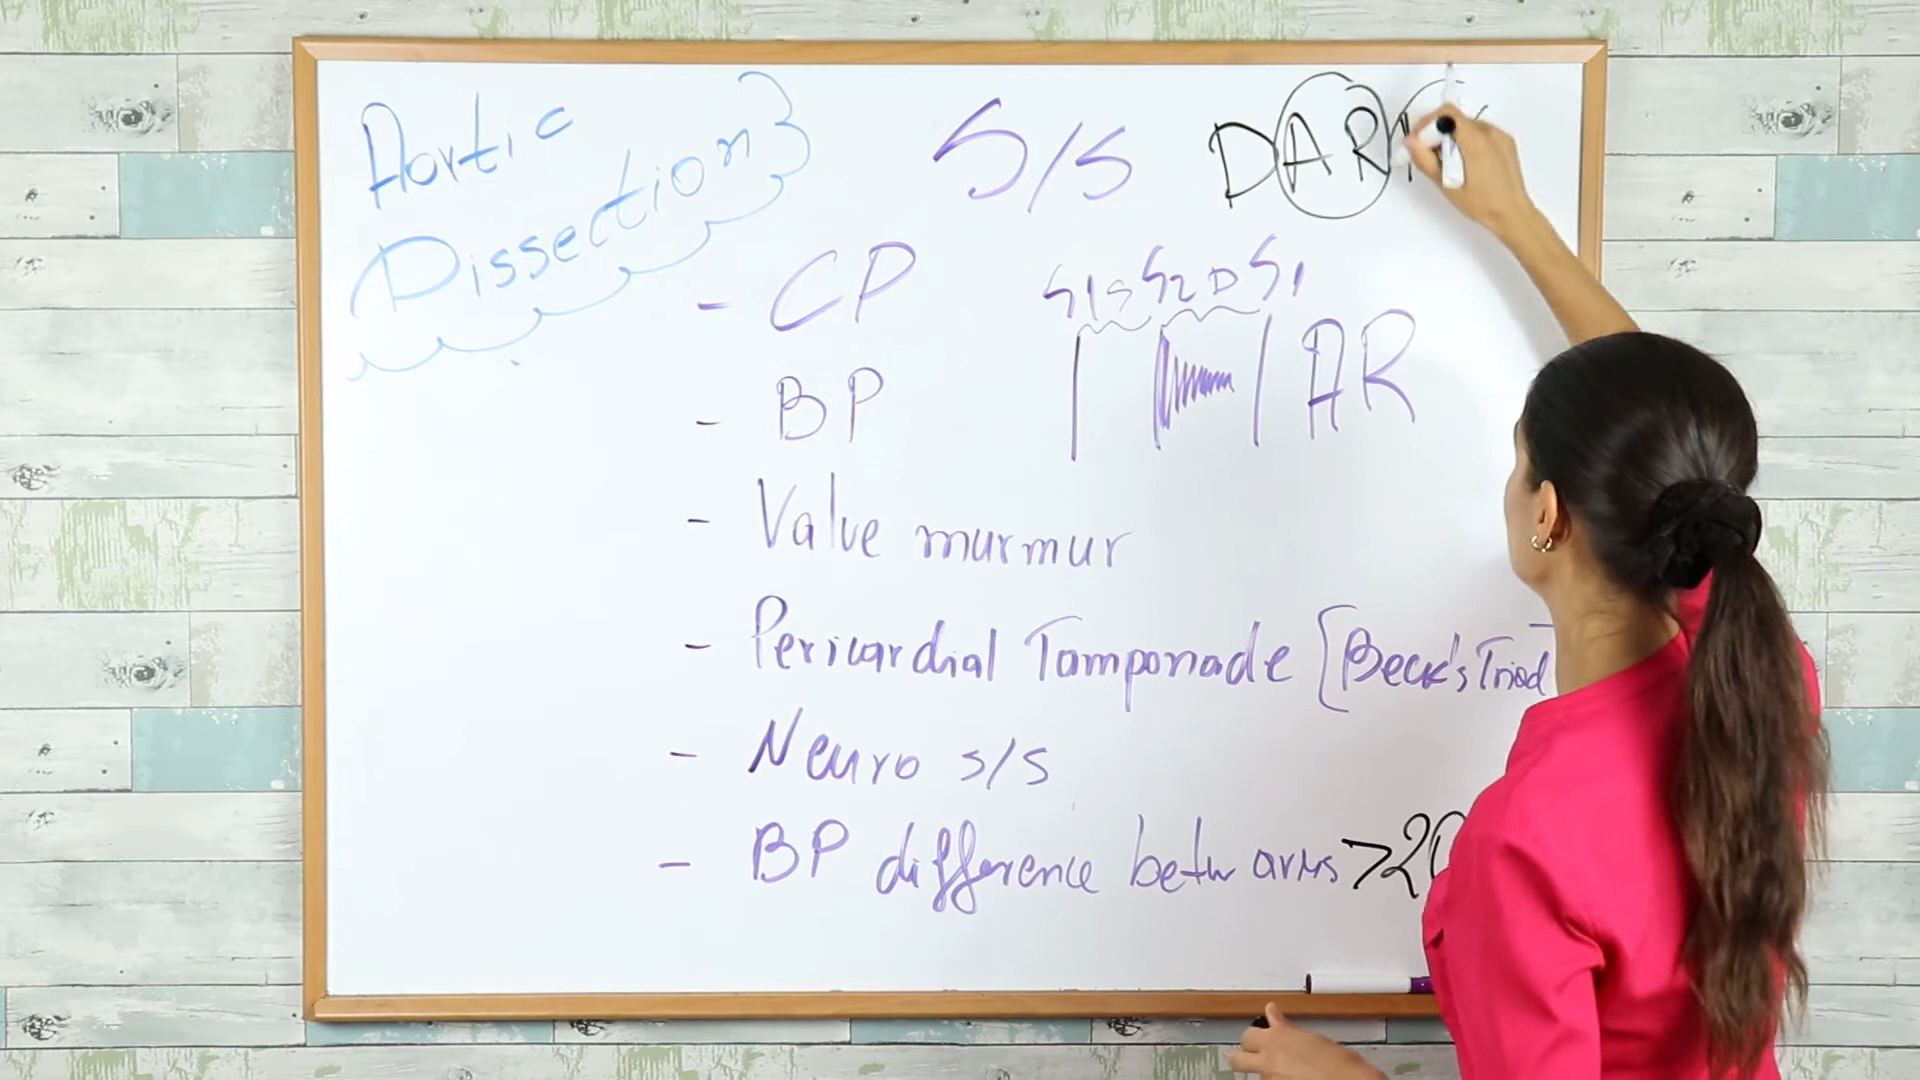 Aortic
Dissection
S/S
DAR
- CP
S1 S S2 D S1
AR
- BP
- Valve murmur
- Pericardial Tamponade [Beck's Triad
- Neuro s/s
- BP difference betw arms >20